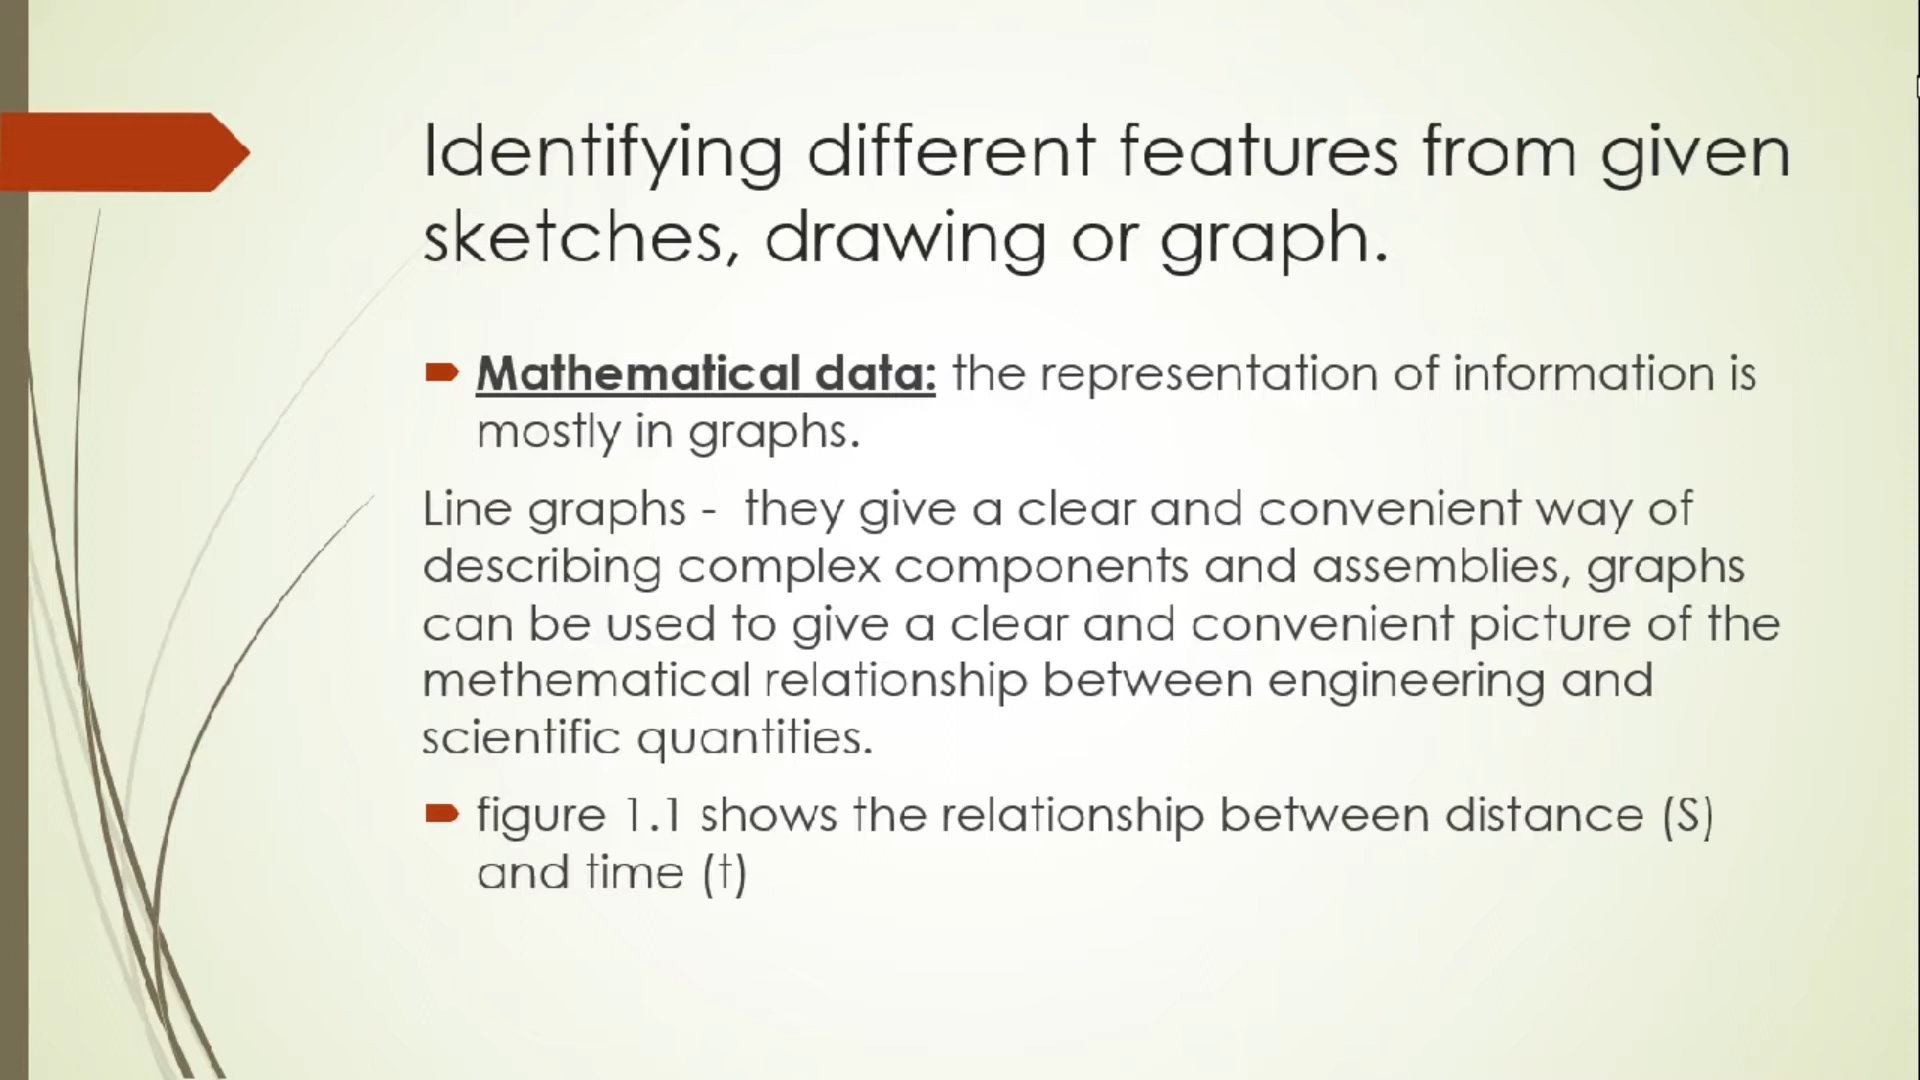 Identifying different features from given
sketches, drawing or graph.
Mathematical data: the representation of information is
mostly in graphs.
Line graphs - they give a clear and convenient way of
describing complex components and assemblies, graphs
can be used to give a clear and convenient picture of the
methematical relationship between engineering and
scientific quantities.
figure 1.1 shows the relationship between distance (S)
and time (t)